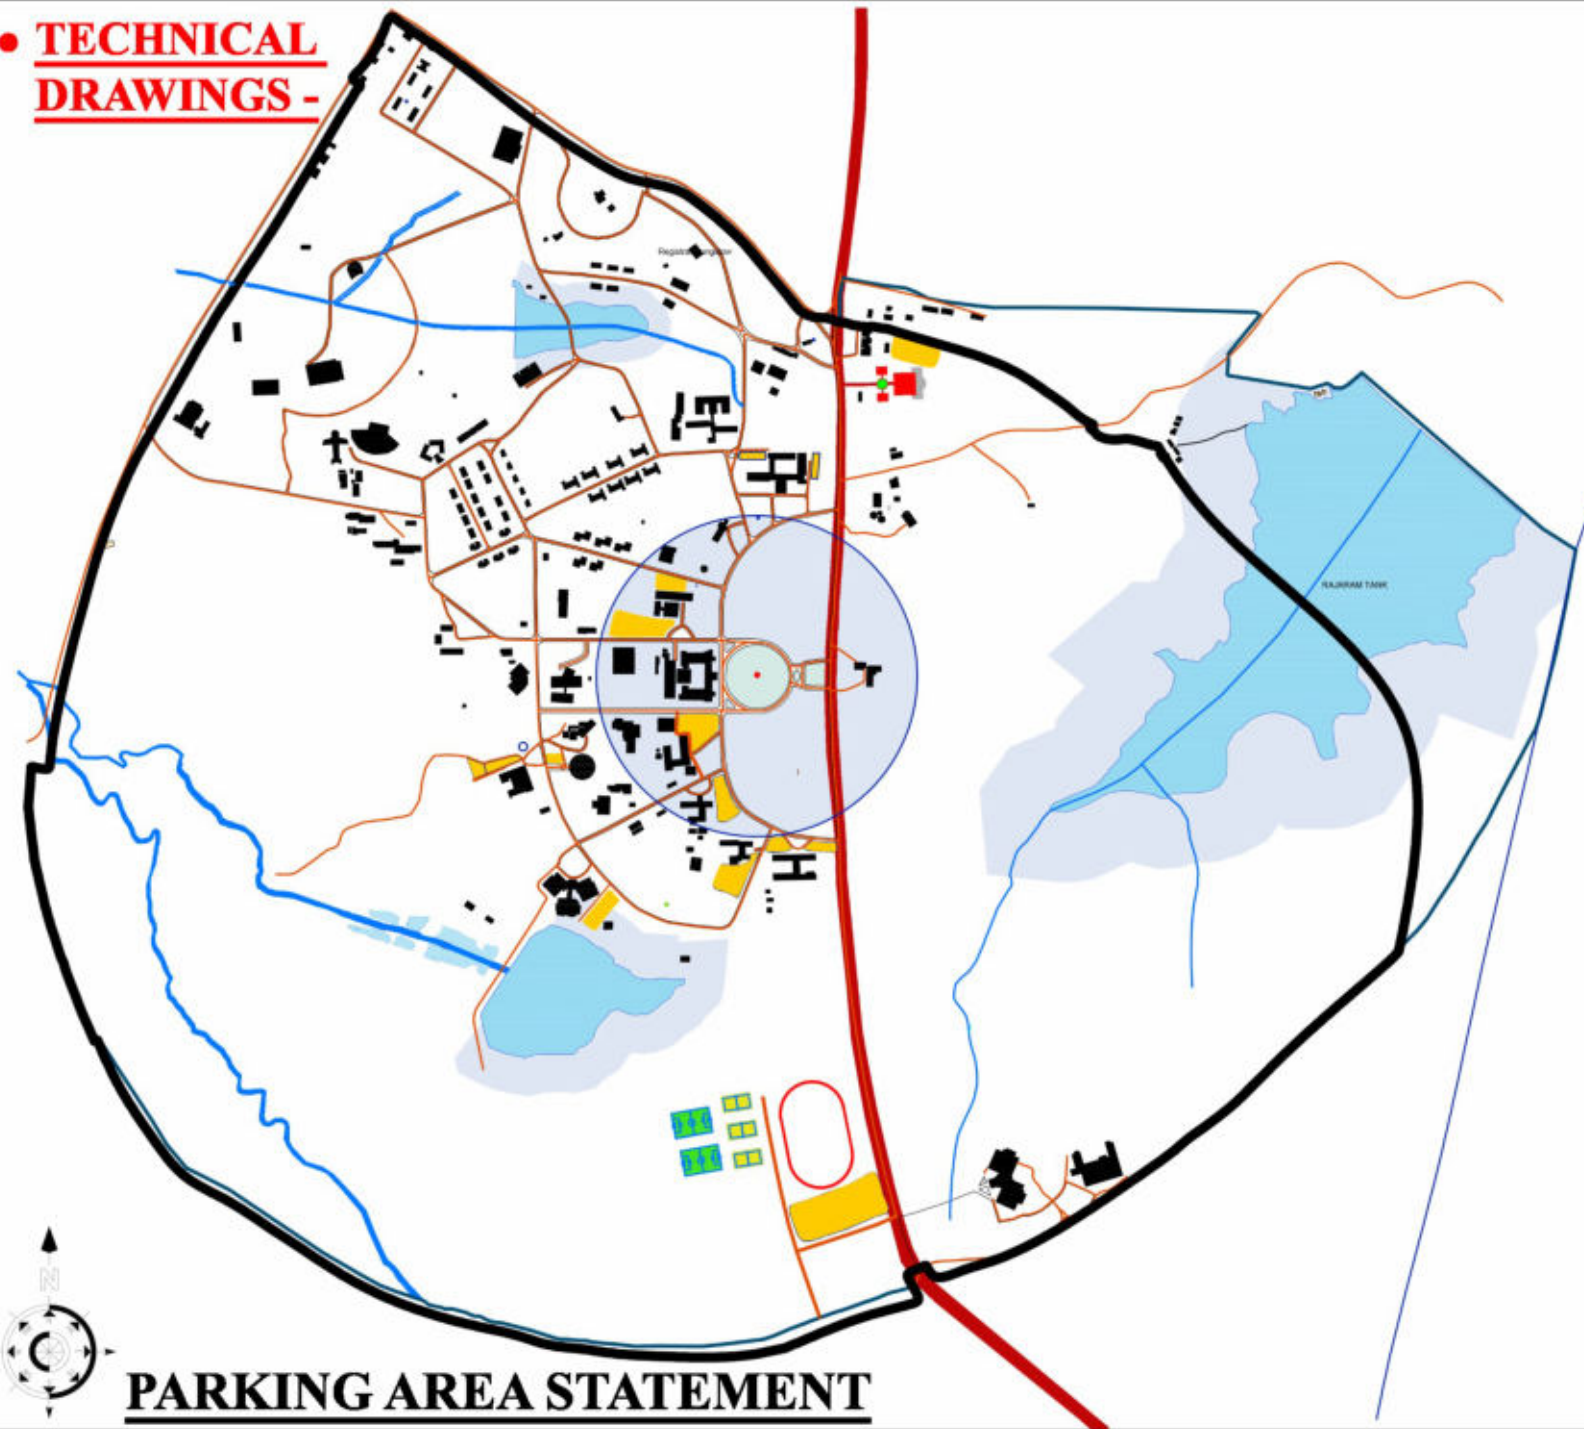 • TECHNICAL
DRAWINGS -
RAJARAM TANK
N
PARKING AREA STATEMENT